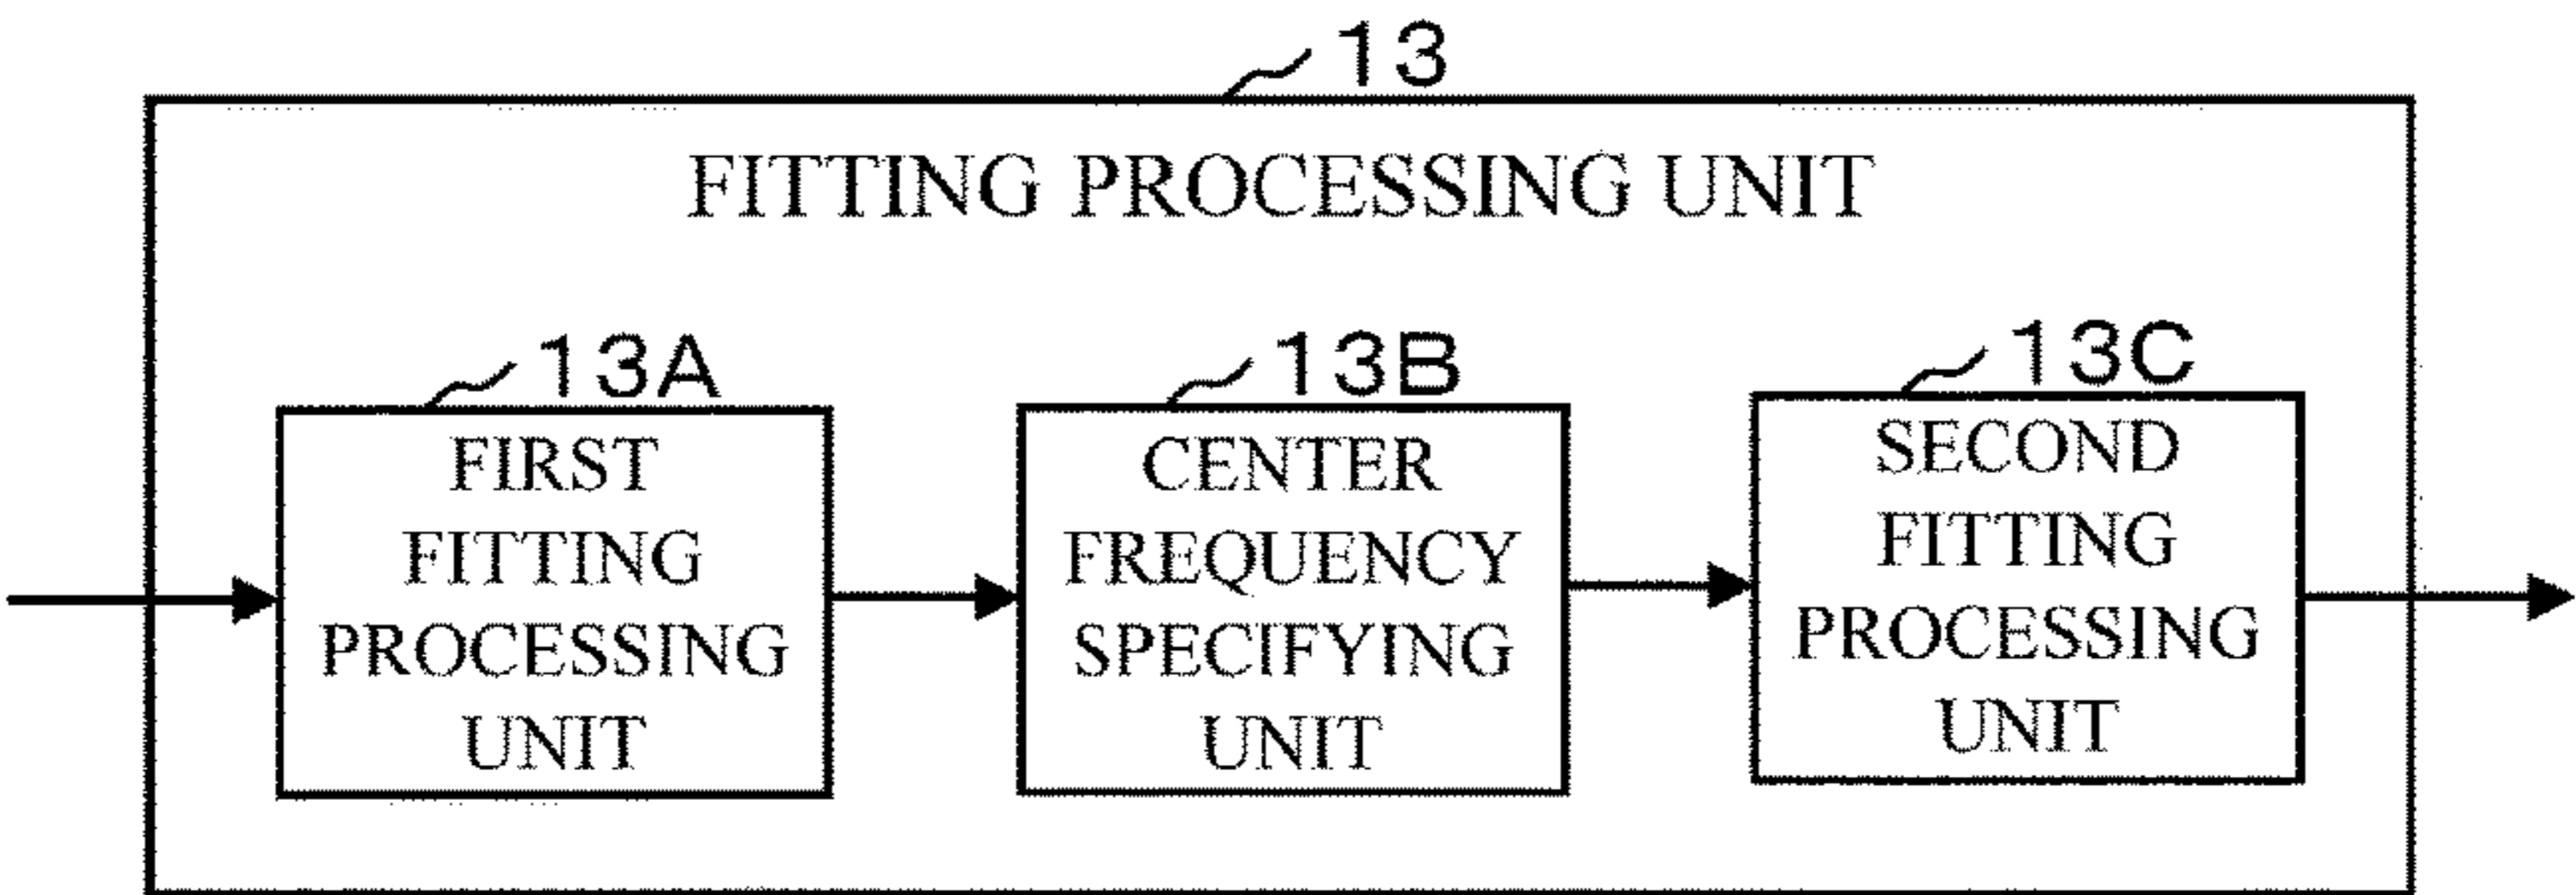 13
FITTING PROCESSING UNIT
13A
FIRST
FITTING
PROCESSING
UNIT
13B
CENTER
FREQUENCY
SPECIFYING
UNIT
13C
SECOND
FITTING
PROCESSING
UNIT